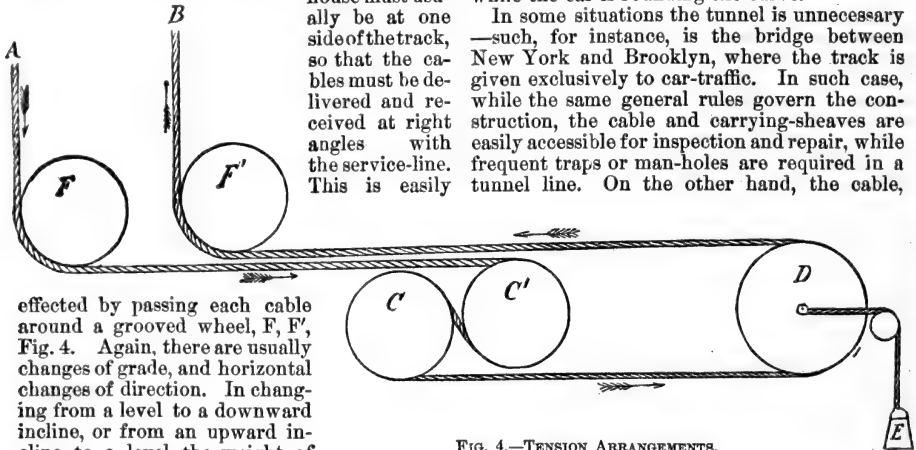 house must usu-
ally be at one
side of the track,
so that the ca-
bles must be de-
livered and re-
ceived at right
angles with
the service-line.
This is easily
effected by passing each cable
around a grooved wheel, F, F′,
Fig. 4. Again, there are usually
changes of grade, and horizontal
changes of direction. In chang-
ing from a level to a downward
incline, or from an upward in-
cline to a level the weight of
In some situations the tunnel is unnecessary
—such, for instance, is the bridge between
New York and Brooklyn, where the track is
given exclusively to car-traffic. In such case,
while the same general rules govern the con-
struction, the cable and carrying-sheaves are
easily accessible for inspection and repair, while
frequent traps or man-holes are required in a
tunnel line. On the other hand, the cable,
A
B
F
F′
C
C′
D
E
FIG. 4.—TENSION ARRANGEMENTS.